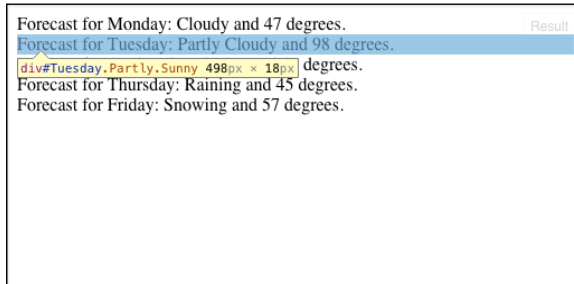 Forecast for Monday: Cloudy and 47 degrees.
Result
Forecast for Tuesday: Partly Cloudy and 98 degrees.
div#Tuesday.Partly.Sunny 498px × 18px
degrees.
Forecast for Thursday: Raining and 45 degrees.
Forecast for Friday: Snowing and 57 degrees.